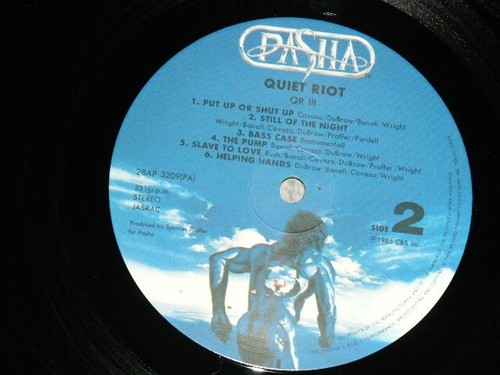 PASHA
QUIET RIOT
QR III
1. PUT UP OR SHUT UP Cavazo/DuBrow/Banali/Wright
2. STILL OF THE NIGHT
Wright/Banali/Cavazo/DuBrow/Proffer/Purdell
3. BASS CASE (Instrumental)
4. THE PUMP Banali/Cavazo/DuBrow/Wright
5. SLAVE TO LOVE Rush/Banali/Cavazo/DuBrow/Proffer/Wright
6. HELPING HANDS DuBrow/Banali/Cavazo/Wright
28AP 3209(PA)
33⅓r.p.m.
STEREO
JASRAC
Produced by Spencer Proffer
for Pasha
SIDE 2
℗1986 CBS Inc.